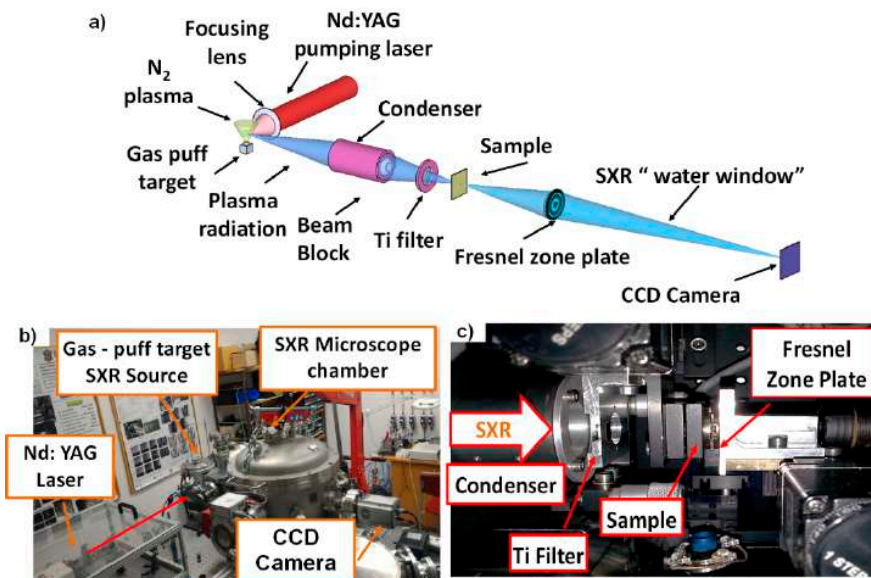 a)
Nd:YAG
pumping laser
Focusing
lens
N2
plasma
Condenser
Sample
SXR “ water window”
Gas puff
target
Plasma
radiation
Beam
Block
Ti filter
Fresnel zone plate
CCD Camera
b)
Gas - puff target
SXR Source
SXR Microscope
chamber
Nd: YAG
Laser
CCD
Camera
c)
Fresnel
Zone Plate
SXR
Condenser
Sample
Ti Filter
1 STEP